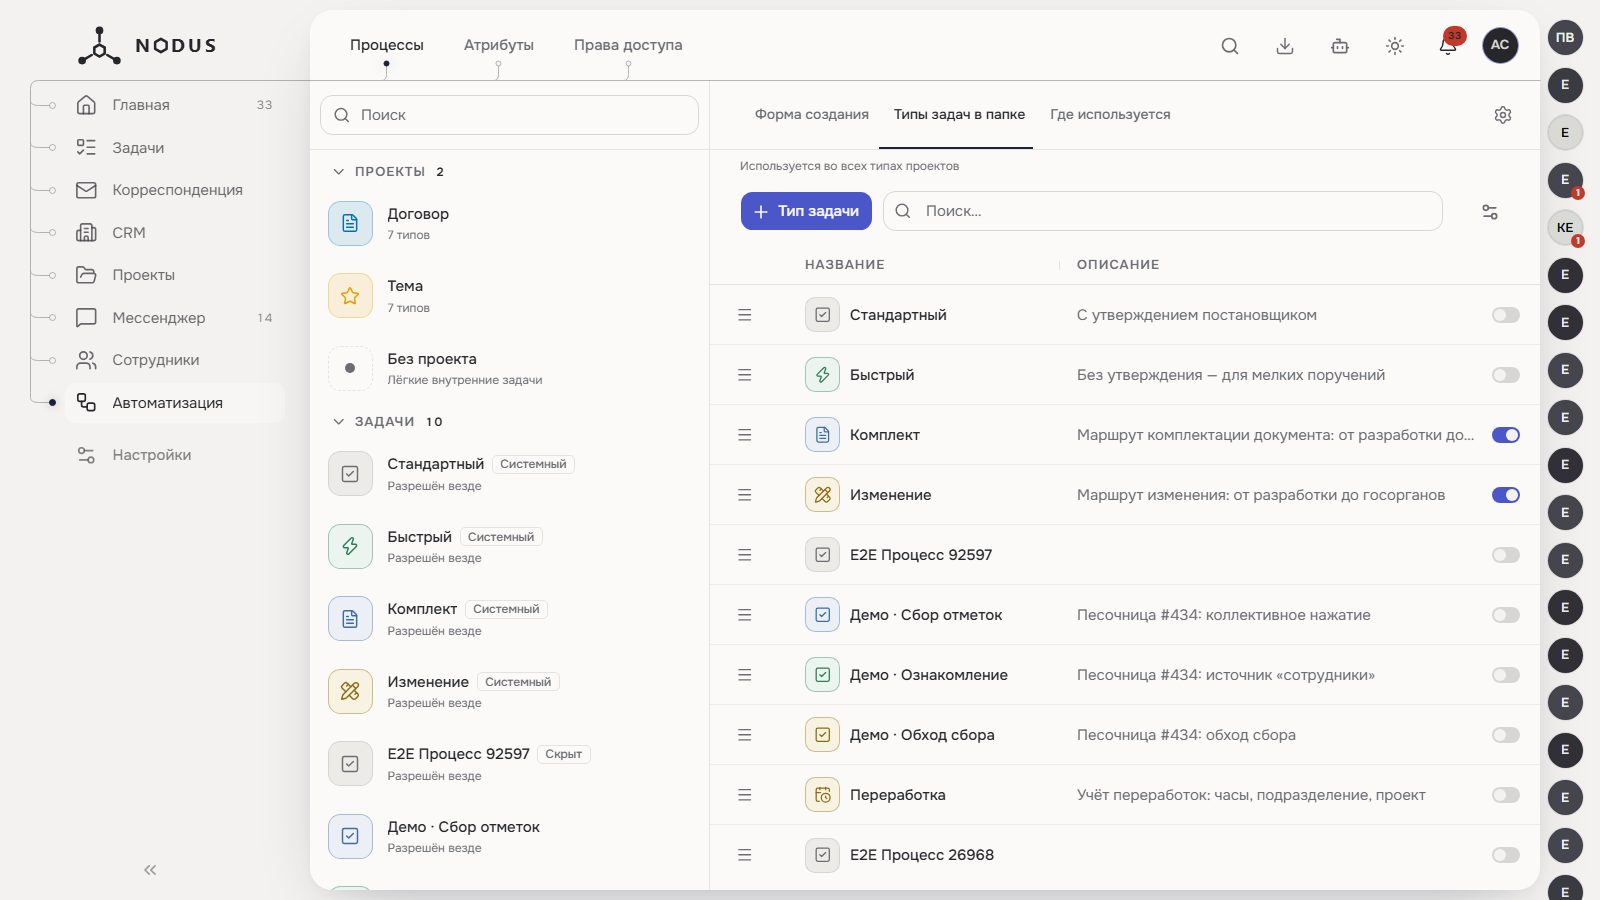 NODUS
Процессы
Атрибуты
Права доступа
33
АС
Главная 33
Задачи
Корреспонденция
CRM
Проекты
Мессенджер 14
Сотрудники
Автоматизация
Настройки
Поиск
ПРОЕКТЫ 2
Договор
7 типов
Тема
7 типов
Без проекта
Лёгкие внутренние задачи
ЗАДАЧИ 10
Стандартный Системный
Разрешён везде
Быстрый Системный
Разрешён везде
Комплект Системный
Разрешён везде
Изменение Системный
Разрешён везде
E2E Процесс 92597 Скрыт
Разрешён везде
Демо · Сбор отметок
Разрешён везде
Форма создания
Типы задач в папке
Где используется
Используется во всех типах проектов
Тип задачи
Поиск...
НАЗВАНИЕ ОПИСАНИЕ
Стандартный С утверждением постановщиком
Быстрый Без утверждения — для мелких поручений
Комплект Маршрут комплектации документа: от разработки до...
Изменение Маршрут изменения: от разработки до госорганов
E2E Процесс 92597
Демо · Сбор отметок Песочница #434: коллективное нажатие
Демо · Ознакомление Песочница #434: источник «сотрудники»
Демо · Обход сбора Песочница #434: обход сбора
Переработка Учёт переработок: часы, подразделение, проект
E2E Процесс 26968
ПВ
E
E
E
1
КЕ
1
E
E
E
E
E
E
E
E
E
E
E
E
E
E